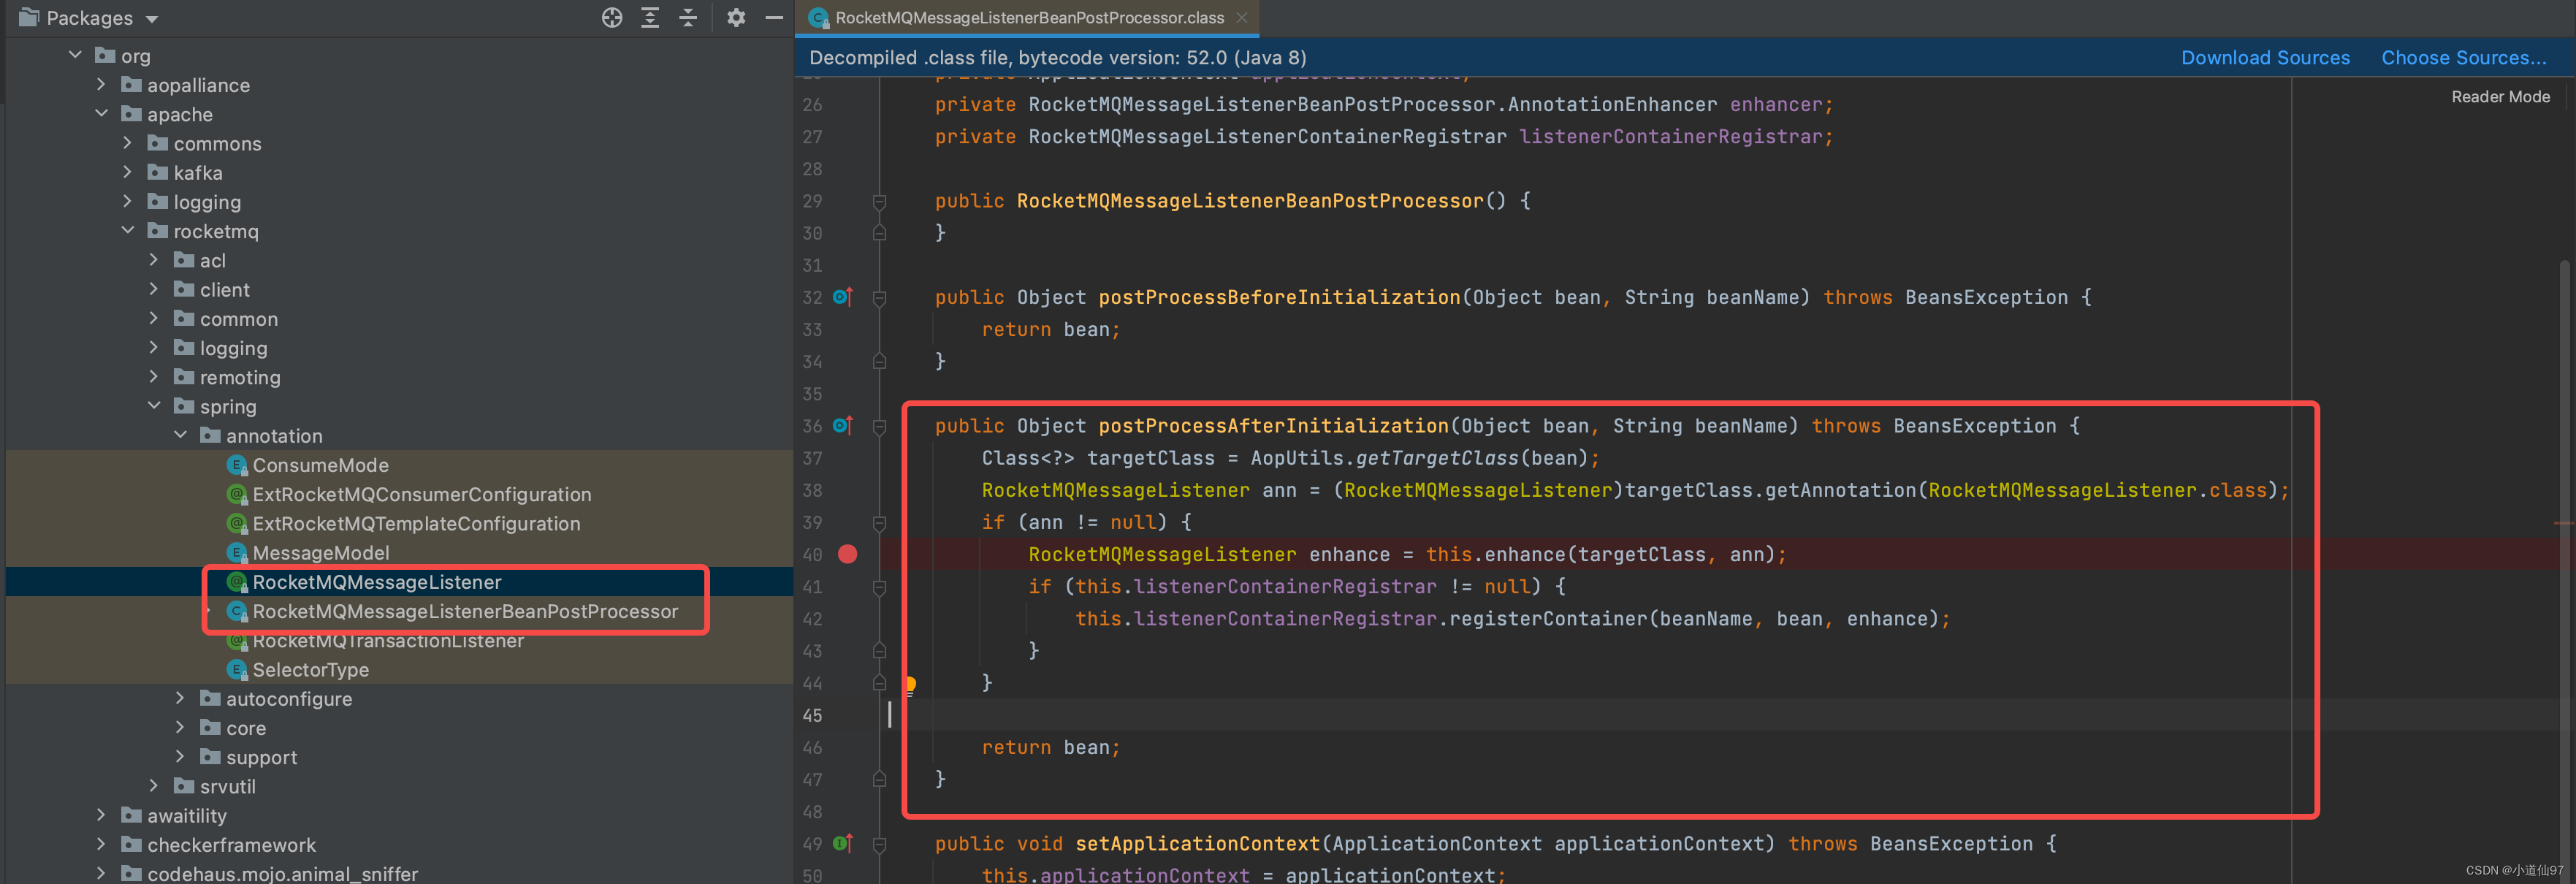 Packages
org
aopalliance
apache
commons
kafka
logging
rocketmq
acl
client
common
logging
remoting
spring
annotation
ConsumeMode
ExtRocketMQConsumerConfiguration
ExtRocketMQTemplateConfiguration
MessageModel
RocketMQMessageListener
RocketMQMessageListenerBeanPostProcessor
RocketMQTransactionListener
SelectorType
autoconfigure
core
support
srvutil
awaitility
checkerframework
codehaus.mojo.animal_sniffer
RocketMQMessageListenerBeanPostProcessor.class
Decompiled .class file, bytecode version: 52.0 (Java 8)
Download Sources
Choose Sources...
Reader Mode
private ApplicationContext applicationContext;
26 private RocketMQMessageListenerBeanPostProcessor.AnnotationEnhancer enhancer;
27 private RocketMQMessageListenerContainerRegistrar listenerContainerRegistrar;
28
29 public RocketMQMessageListenerBeanPostProcessor() {
30 }
31
32 public Object postProcessBeforeInitialization(Object bean, String beanName) throws BeansException {
33 return bean;
34 }
35
36 public Object postProcessAfterInitialization(Object bean, String beanName) throws BeansException {
37 Class<?> targetClass = AopUtils.getTargetClass(bean);
38 RocketMQMessageListener ann = (RocketMQMessageListener)targetClass.getAnnotation(RocketMQMessageListener.class);
39 if (ann != null) {
40 RocketMQMessageListener enhance = this.enhance(targetClass, ann);
41 if (this.listenerContainerRegistrar != null) {
42 this.listenerContainerRegistrar.registerContainer(beanName, bean, enhance);
43 }
44 }
45
46 return bean;
47 }
48
49 public void setApplicationContext(ApplicationContext applicationContext) throws BeansException {
50 this.applicationContext = applicationContext;
CSDN @小道仙97